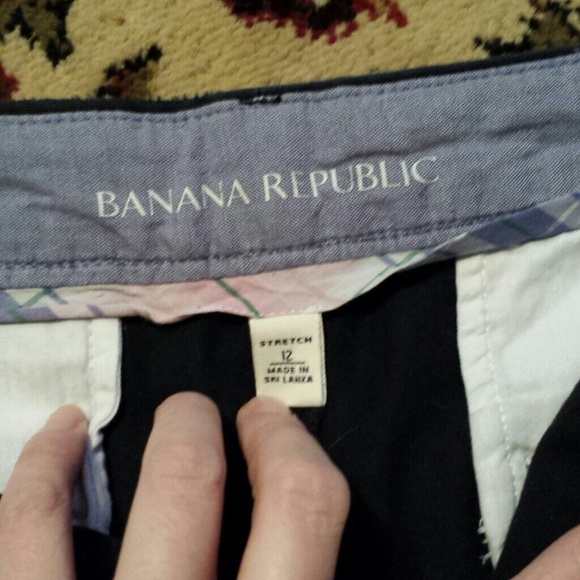 BANANA REPUBLIC
STRETCH
12
MADE IN
SRI LANKA